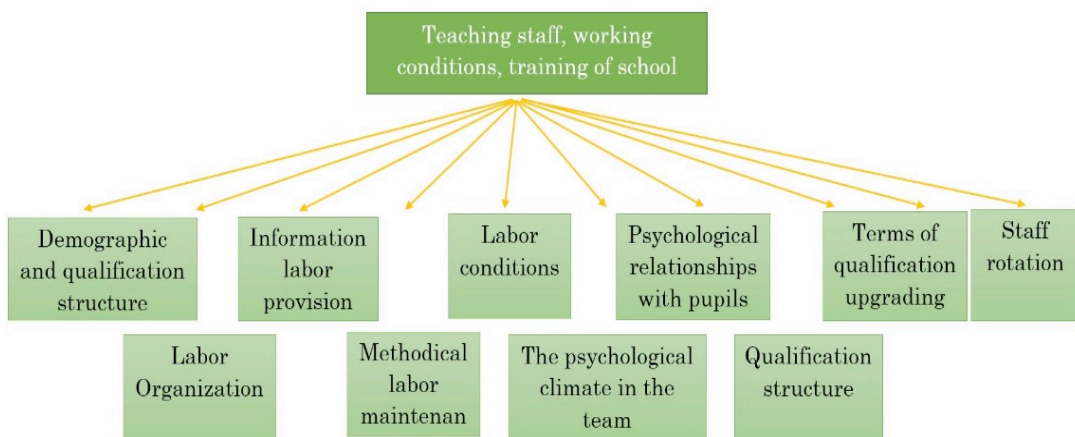 Teaching staff, working
conditions, training of school
Demographic
and qualification
structure
Information
labor
provision
Labor
conditions
Psychological
relationships
with pupils
Terms of
qualification
upgrading
Staff
rotation
Labor
Organization
Methodical
labor
maintenan
The psychological
climate in the
team
Qualification
structure